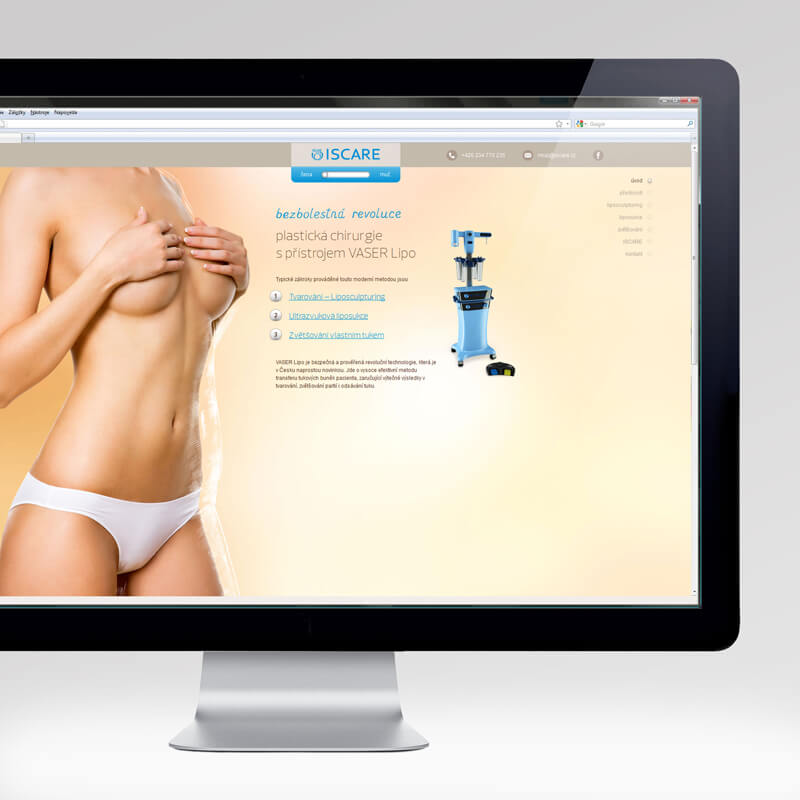 Záložky Nástroje Nápověda
Google
ISCARE
+420 234 770 235
žena
muž
úvod
přednosti
liposculpturing
liposukce
zvětšování
ISCARE
kontakt
bezbolestná revoluce
plastická chirurgie
s přístrojem VASER Lipo
Typické zákroky prováděné touto moderní metodou jsou
1 Tvarování – Liposculpturing
2 Ultrazvuková liposukce
3 Zvětšování vlastním tukem
VASER Lipo je bezpečná a prověřená revoluční technologie, která je
v Česku naprostou novinkou. Jde o vysoce efektivní metodu
transferu tukových buněk pacienta, zaručující vítečné výsledky v
tvarování, zvětšování partií i odsávání tuku.